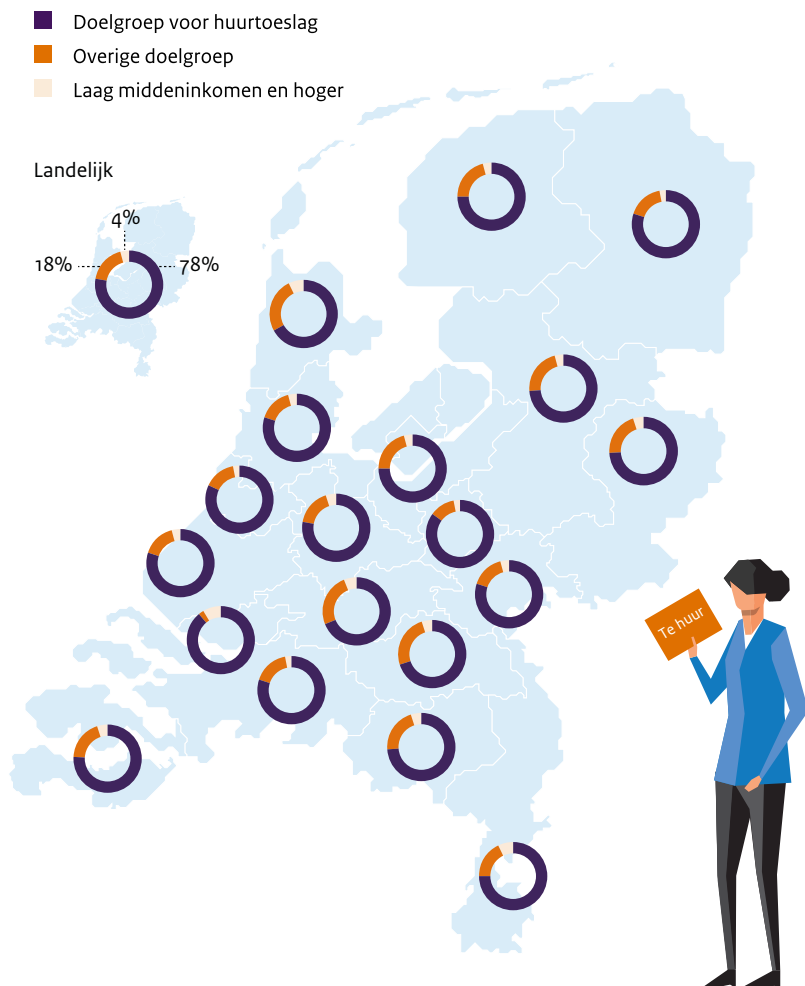 Doelgroep voor huurtoeslag
Overige doelgroep
Laag middeninkomen en hoger
Landelijk
4%
18%
78%
Te huur